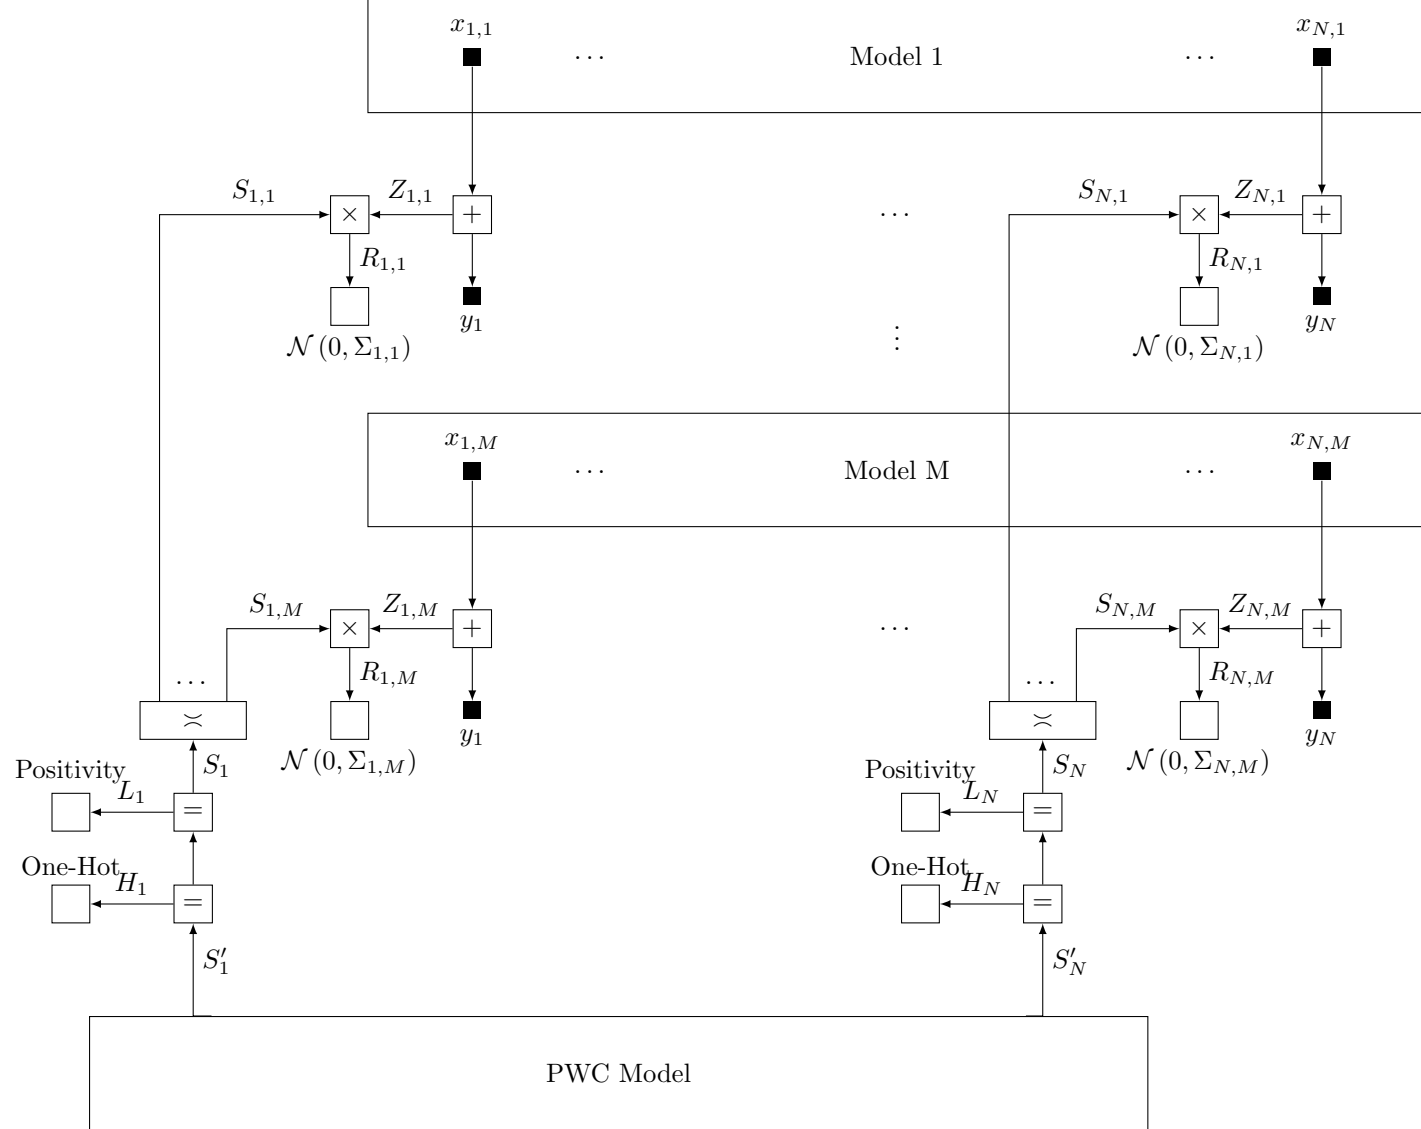 x_{1,1} x_{N,1}
⋯ Model 1 ⋯
S_{1,1} Z_{1,1} S_{N,1} Z_{N,1}
× + ⋯ × +
R_{1,1} R_{N,1}
y_1 y_N
𝒩(0, Σ_{1,1}) ⋮ 𝒩(0, Σ_{N,1})
x_{1,M} x_{N,M}
⋯ Model M ⋯
S_{1,M} Z_{1,M} S_{N,M} Z_{N,M}
× + ⋯ × +
⋯ R_{1,M} ⋯ R_{N,M}
≍ ≍
y_1 y_N
S_1 𝒩(0, Σ_{1,M}) S_N 𝒩(0, Σ_{N,M})
Positivity Positivity
L_1 L_N
= =
One-Hot One-Hot
H_1 H_N
= =
S′_1 S′_N
PWC Model